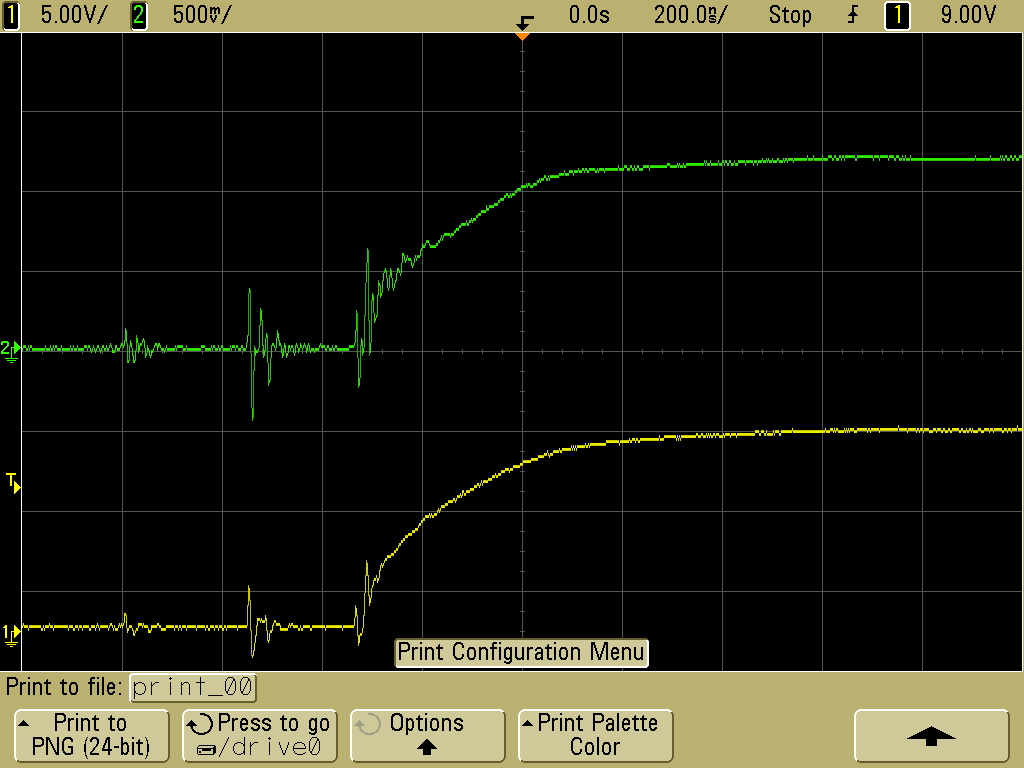 1 5.00V/ 2 500mV/ 0.0s 200.0ns/ Stop 1 9.00V
2
T
1
Print Configuration Menu
Print to file: print_00
Print to Press to go Options Print Palette
PNG (24-bit) /drive0 Color